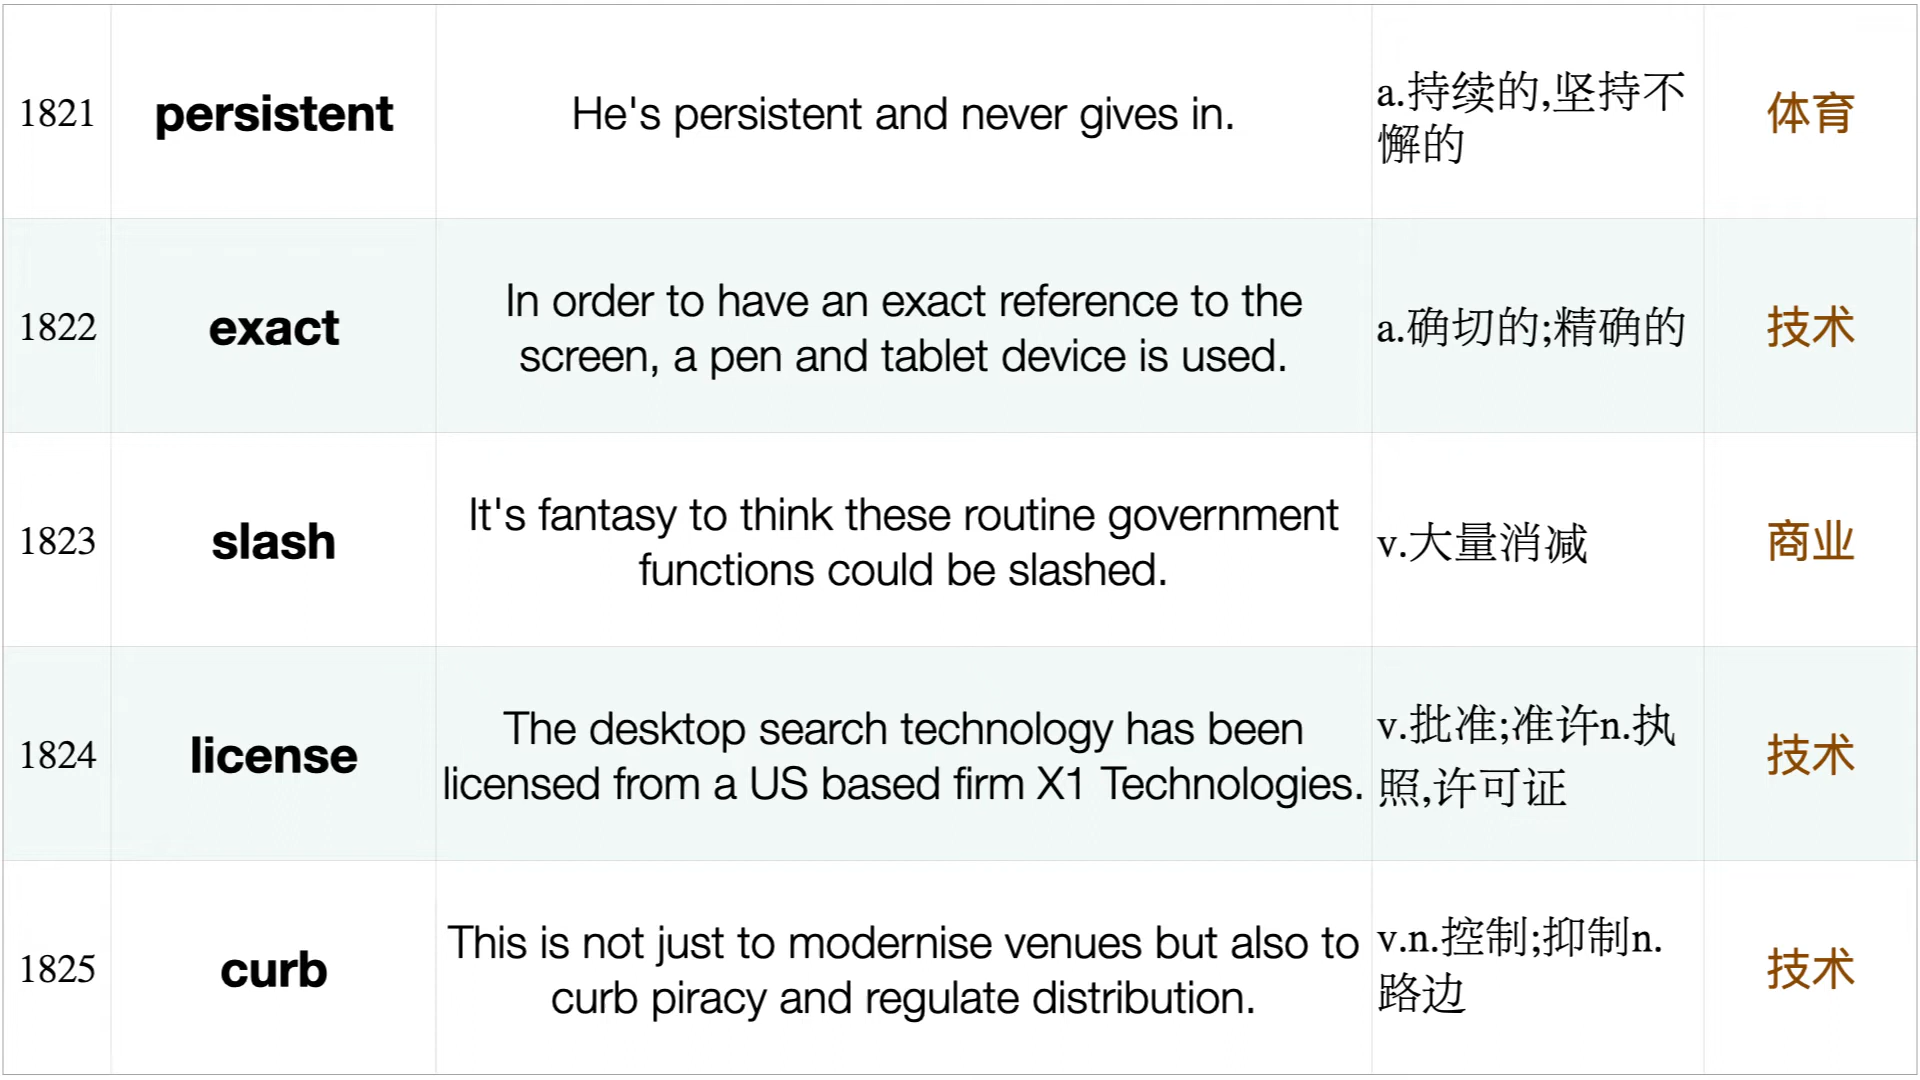 1821
persistent
He's persistent and never gives in.
a.持续的,坚持不
懈的
体育
1822
exact
In order to have an exact reference to the
screen, a pen and tablet device is used.
a.确切的;精确的
技术
1823
slash
It's fantasy to think these routine government
functions could be slashed.
v.大量消减
商业
1824
license
The desktop search technology has been
licensed from a US based firm X1 Technologies.
v.批准;准许n.执
照,许可证
技术
1825
curb
This is not just to modernise venues but also to
curb piracy and regulate distribution.
v.n.控制;抑制n.
路边
技术